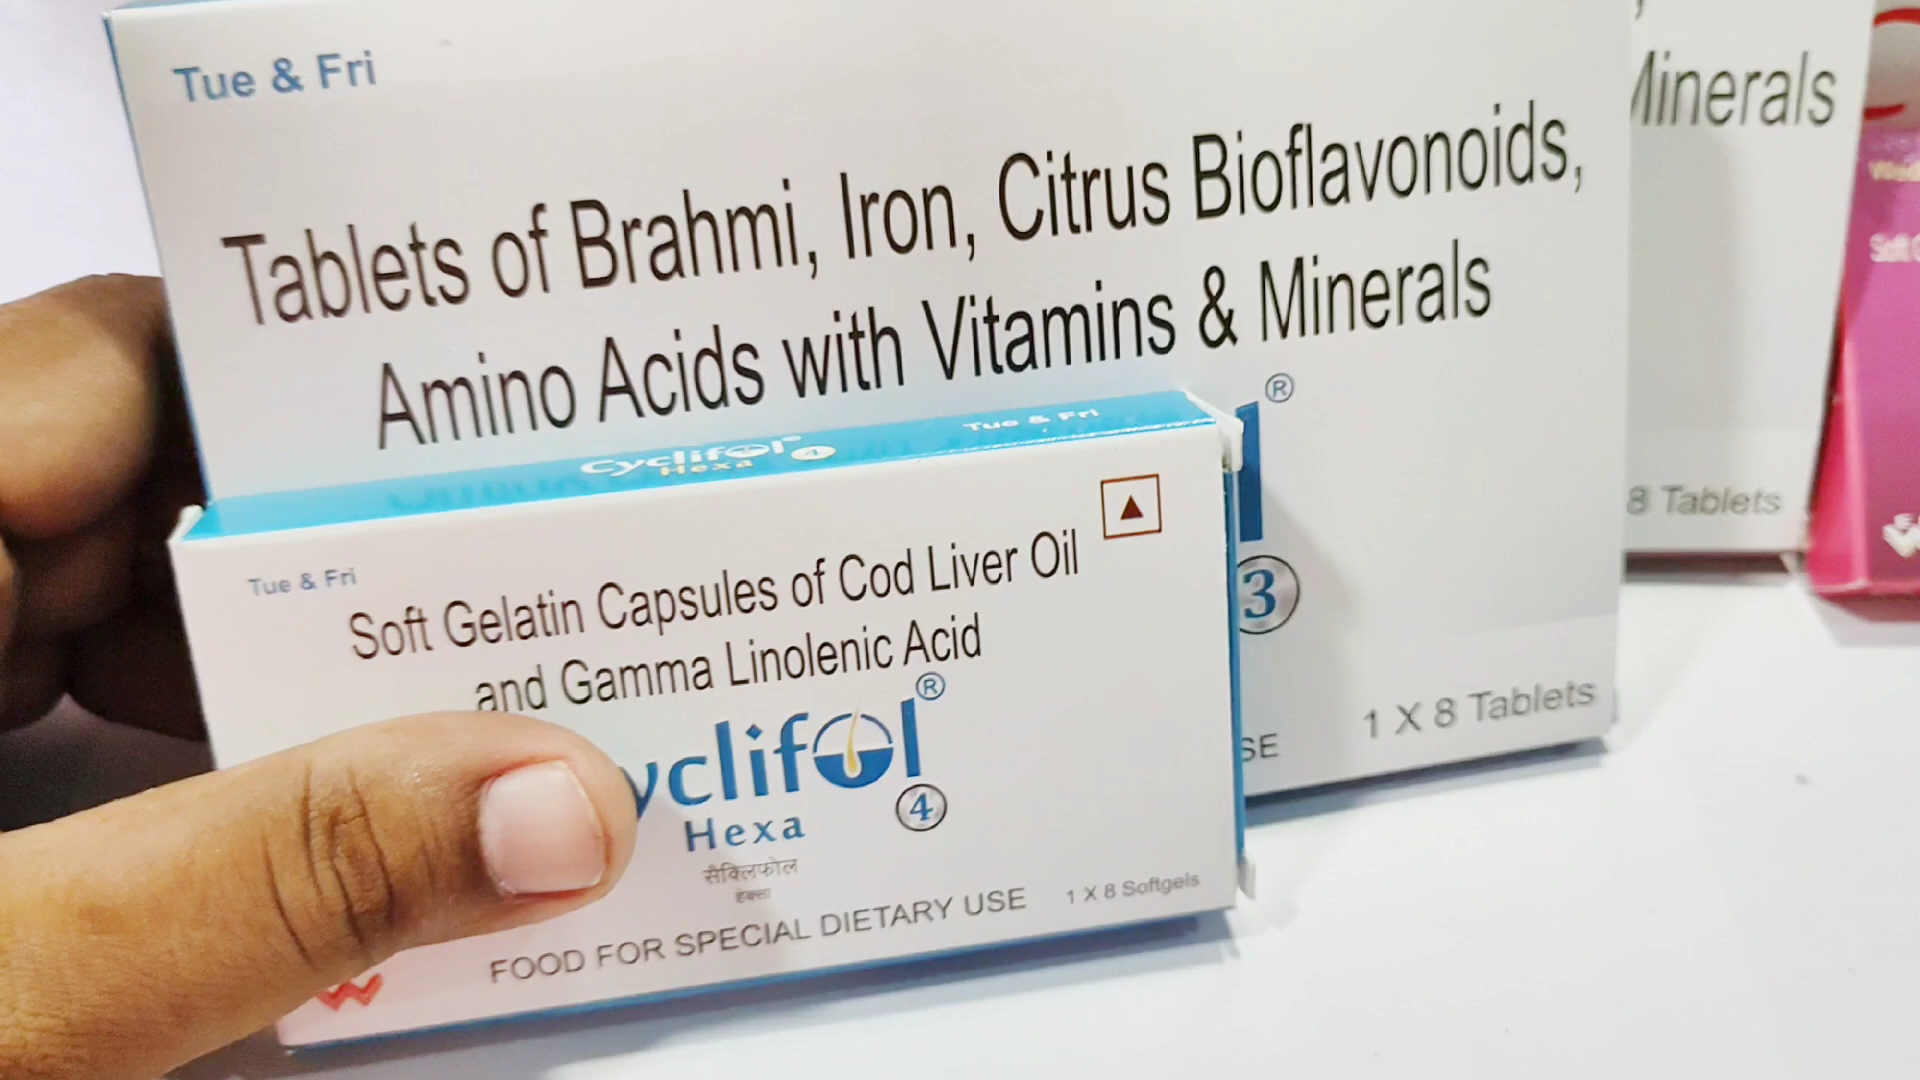 Tue & Fri
Tablets of Brahmi, Iron, Citrus Bioflavonoids,
Amino Acids with Vitamins & Minerals
®
3
1 X 8 Tablets
Minerals
8 Tablets
Cyclifol 4
Hexa
Tue & Fri
Tue & Fri
Soft Gelatin Capsules of Cod Liver Oil
and Gamma Linolenic Acid
yclifol®
Hexa
4
सैक्लिफोल
हेक्सा
FOOD FOR SPECIAL DIETARY USE
1 X 8 Softgels